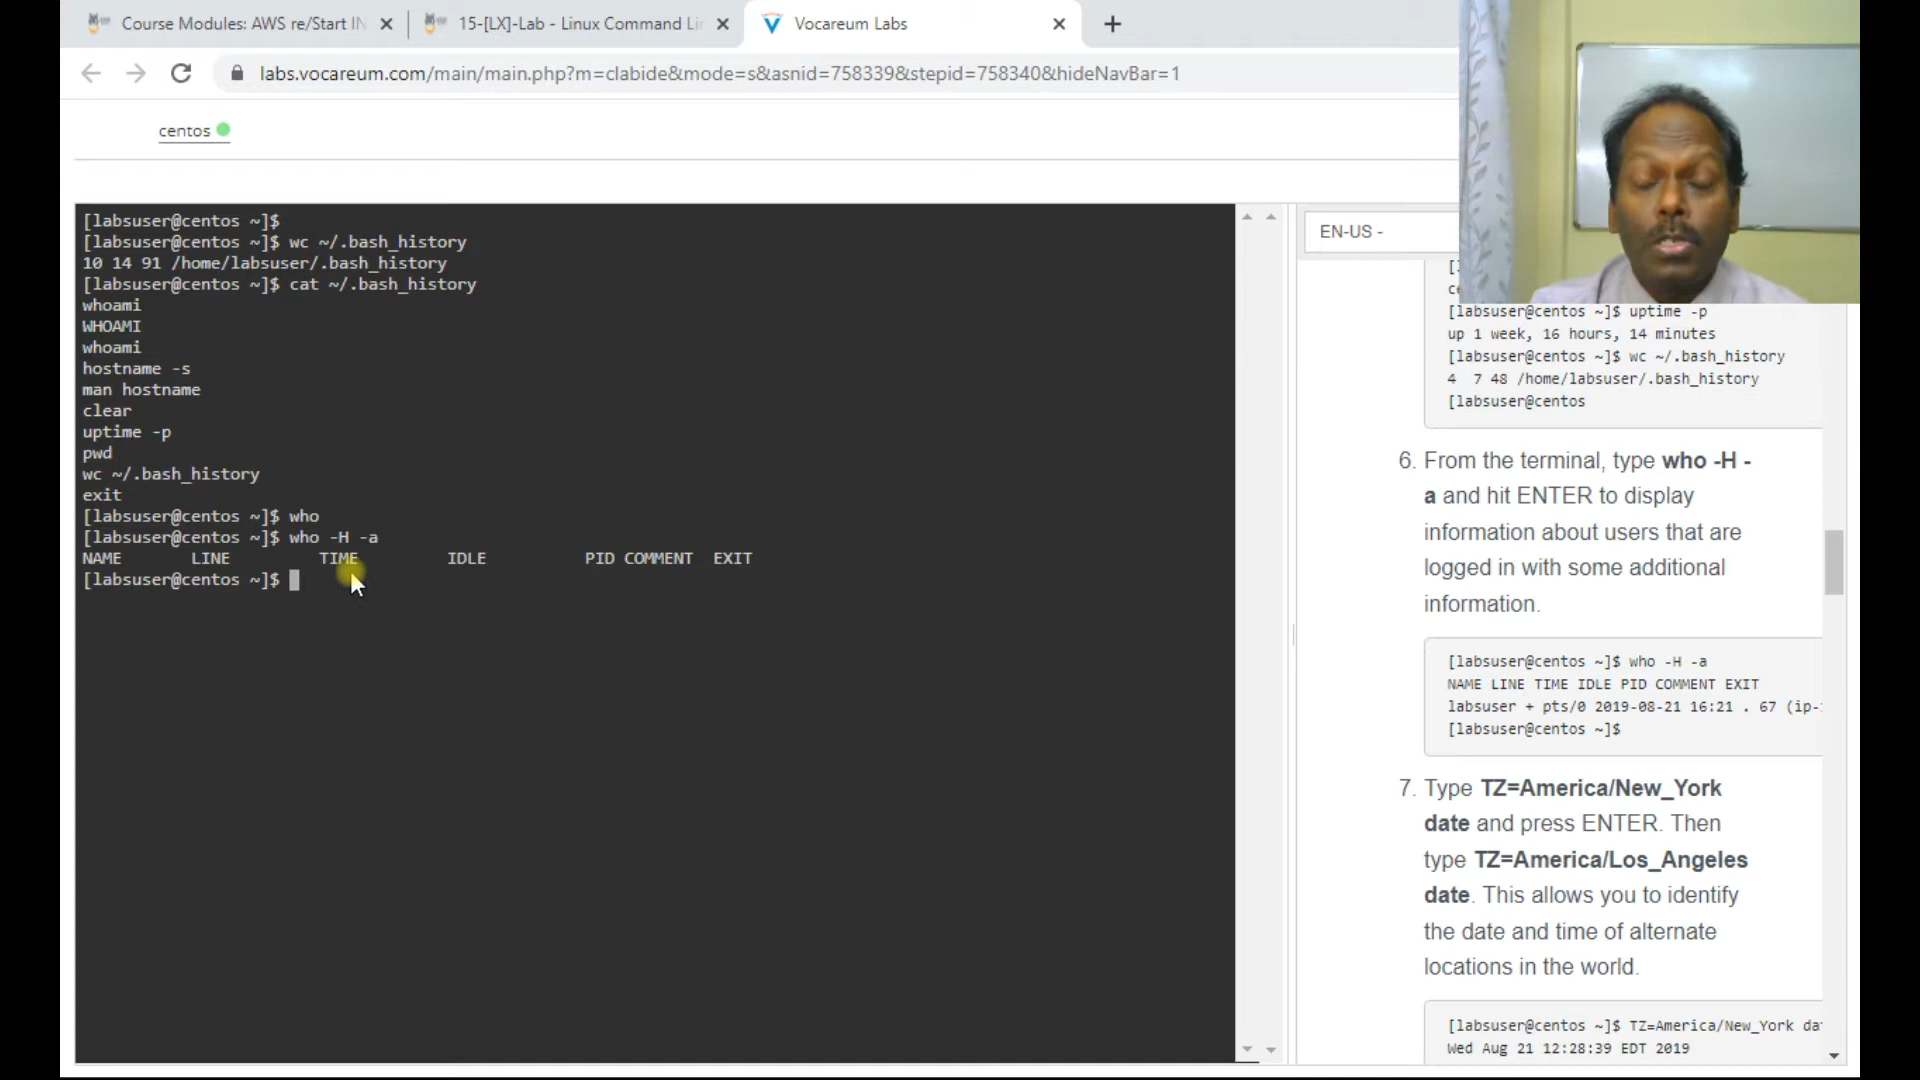 Course Modules: AWS re/Start IN
15-[LX]-Lab - Linux Command Li
Vocareum Labs
labs.vocareum.com/main/main.php?m=clabide&mode=s&asnid=758339&stepid=758340&hideNavBar=1
centos
[labsuser@centos ~]$
[labsuser@centos ~]$ wc ~/.bash_history
10 14 91 /home/labsuser/.bash_history
[labsuser@centos ~]$ cat ~/.bash_history
whoami
WHOAMI
whoami
hostname -s
man hostname
clear
uptime -p
pwd
wc ~/.bash_history
exit
[labsuser@centos ~]$ who
[labsuser@centos ~]$ who -H -a
NAME LINE TIME IDLE PID COMMENT EXIT
[labsuser@centos ~]$
EN-US -
[labsuser@centos ~]$ uptime -p
up 1 week, 16 hours, 14 minutes
[labsuser@centos ~]$ wc ~/.bash_history
4 7 48 /home/labsuser/.bash_history
[labsuser@centos
6. From the terminal, type who -H -
a and hit ENTER to display
information about users that are
logged in with some additional
information.
[labsuser@centos ~]$ who -H -a
NAME LINE TIME IDLE PID COMMENT EXIT
labsuser + pts/0 2019-08-21 16:21 . 67 (ip-
[labsuser@centos ~]$
7. Type TZ=America/New_York
date and press ENTER. Then
type TZ=America/Los_Angeles
date. This allows you to identify
the date and time of alternate
locations in the world.
[labsuser@centos ~]$ TZ=America/New_York da
Wed Aug 21 12:28:39 EDT 2019